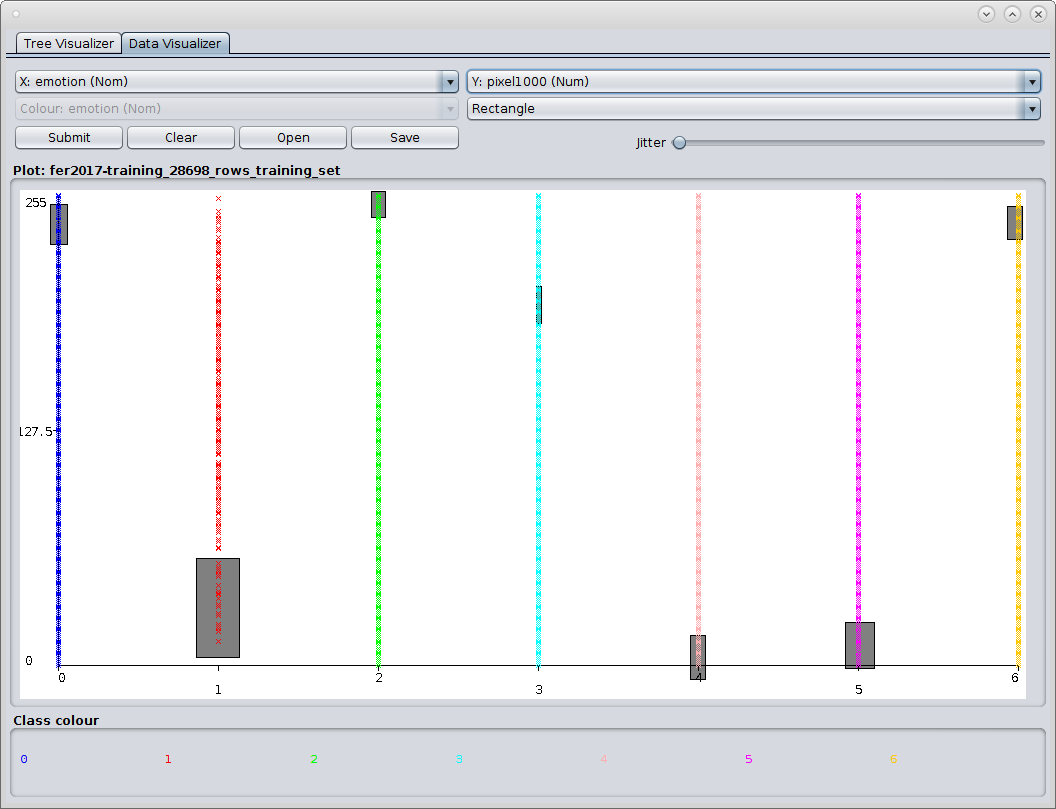 Tree Visualizer Data Visualizer
X: emotion (Nom) Y: pixel1000 (Num)
Colour: emotion (Nom) Rectangle
Submit Clear Open Save Jitter
Plot: fer2017-training_28698_rows_training_set
255
127.5
0
0 1 2 3 4 5 6
Class colour
0 1 2 3 4 5 6